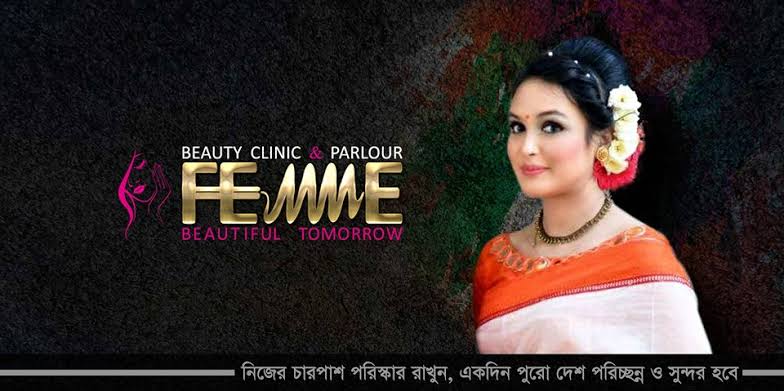 BEAUTY CLINIC & PARLOUR
FEMME
BEAUTIFUL TOMORROW
নিজের চারপাশ পরিস্কার রাখুন, একদিন পুরো দেশ পরিচ্ছন্ন ও সুন্দর হবে